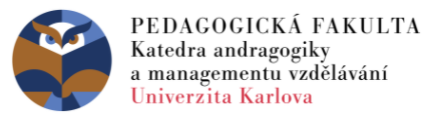 PEDAGOGICKÁ FAKULTA
Katedra andragogiky
a managementu vzdělávání
Univerzita Karlova